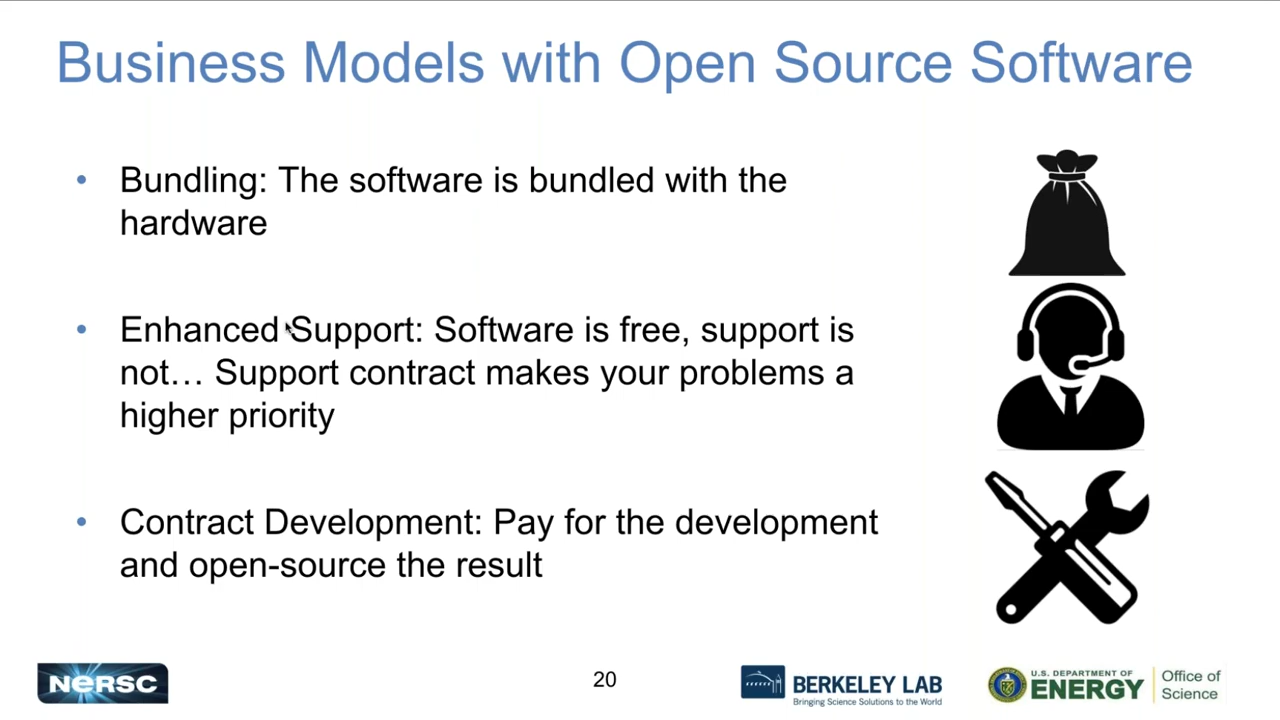 Business Models with Open Source Software
• Bundling: The software is bundled with the
hardware
• Enhanced Support: Software is free, support is
not… Support contract makes your problems a
higher priority
• Contract Development: Pay for the development
and open-source the result
NERSC
20
BERKELEY LAB
Bringing Science Solutions to the World
U.S. DEPARTMENT OF
ENERGY
Office of
Science